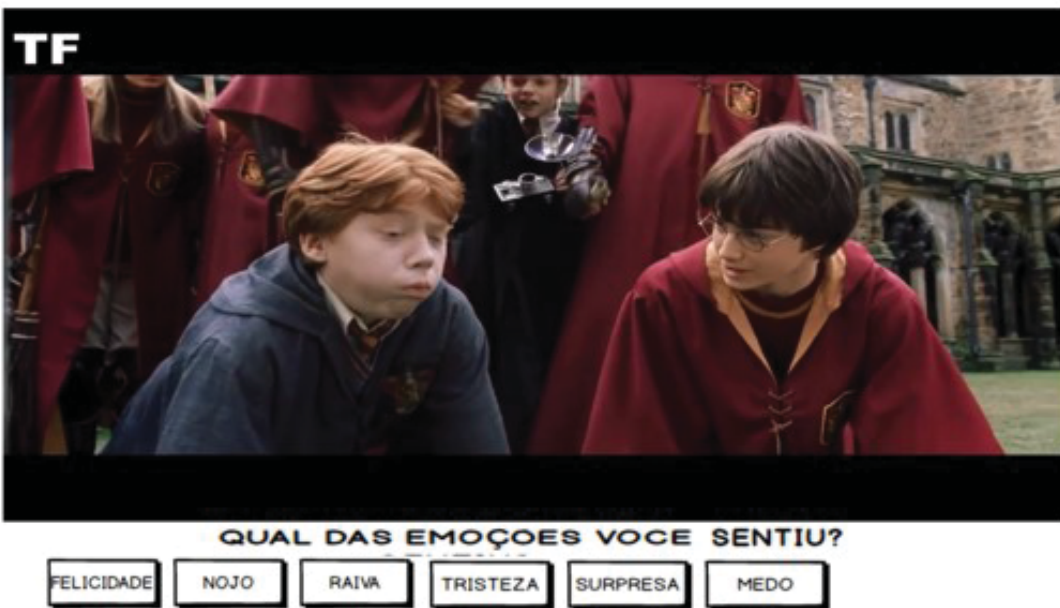 TF
QUAL DAS EMOÇOES VOCE SENTIU?
FELICIDADE NOJO RAIVA TRISTEZA SURPRESA MEDO